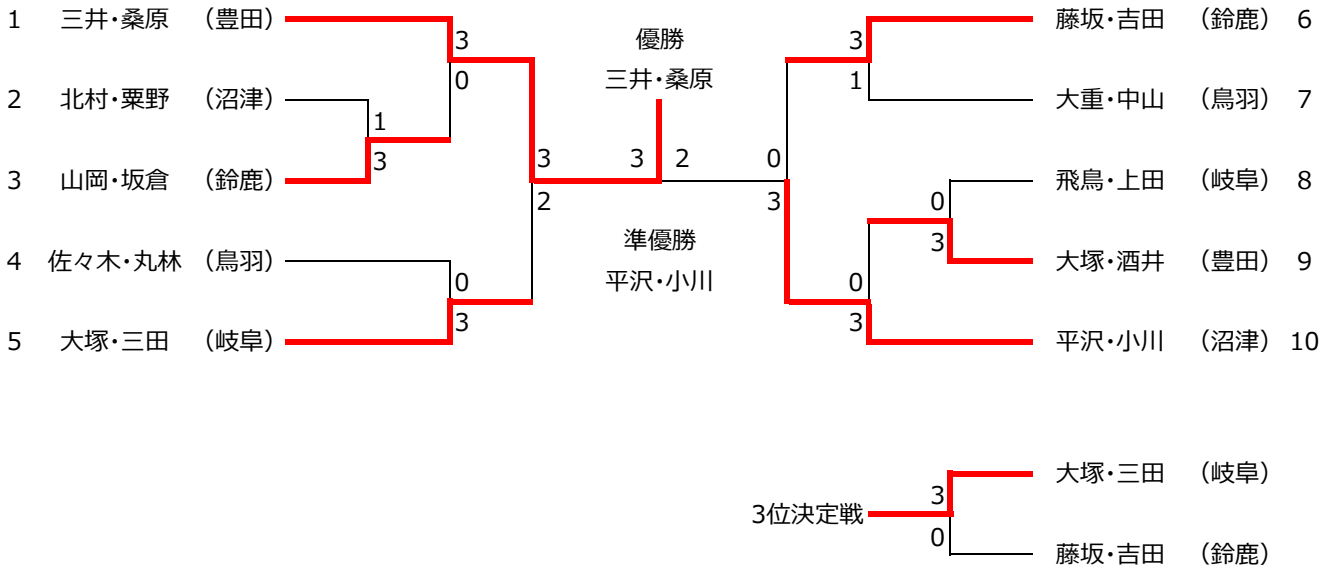 1 三井・桑原 （豊田）
2 北村・粟野 （沼津）
3 山岡・坂倉 （鈴鹿）
4 佐々木・丸林 （鳥羽）
5 大塚・三田 （岐阜）
3
0
1
3
3
2
0
3
優勝
三井・桑原
3 2
準優勝
平沢・小川
0
3
3
1
0
3
0
3
藤坂・吉田 （鈴鹿） 6
大重・中山 （鳥羽） 7
飛鳥・上田 （岐阜） 8
大塚・酒井 （豊田） 9
平沢・小川 （沼津） 10
3位決定戦
3
0
大塚・三田 （岐阜）
藤坂・吉田 （鈴鹿）